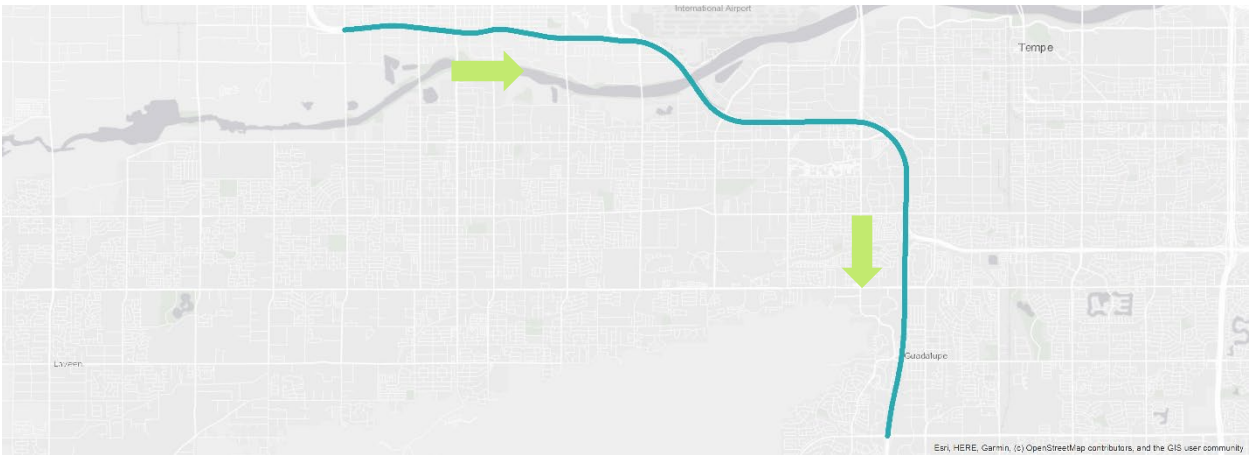 International Airport
Tempe
Guadalupe
Laveen
Esri, HERE, Garmin, (c) OpenStreetMap contributors, and the GIS user community